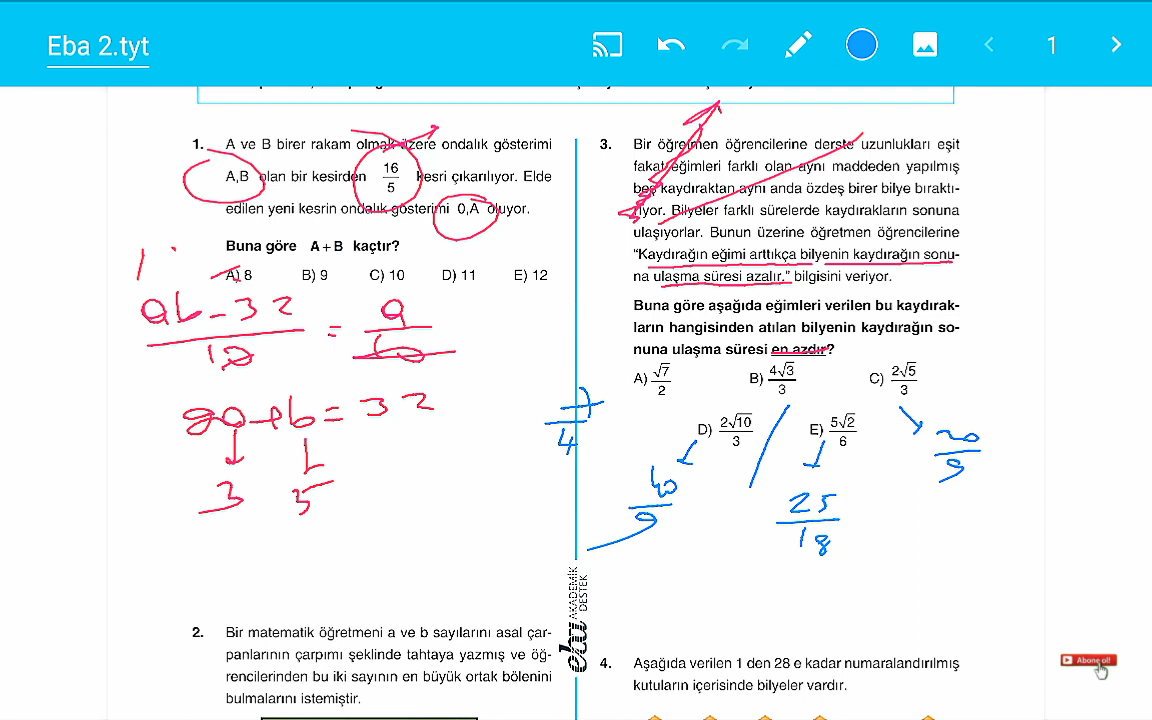 Eba 2.tyt
1
1. A ve B birer rakam olmak üzere ondalık gösterimi
A,B olan bir kesirden 16/5 kesri çıkarılıyor. Elde
edilen yeni kesrin ondalık gösterimi 0,A oluyor.
Buna göre A + B kaçtır?
A) 8 B) 9 C) 10 D) 11 E) 12
ab - 32 / 10 = a / 10
9a + b = 32
3 5
2. Bir matematik öğretmeni a ve b sayılarını asal çar-
panlarının çarpımı şeklinde tahtaya yazmış ve öğ-
rencilerinden bu iki sayının en büyük ortak bölenini
bulmalarını istemiştir.
eba AKADEMİK
DESTEK
3. Bir öğretmen öğrencilerine derste uzunlukları eşit
fakat eğimleri farklı olan aynı maddeden yapılmış
beş kaydıraktan aynı anda özdeş birer bilye bıraktı-
rıyor. Bilyeler farklı sürelerde kaydırakların sonuna
ulaşıyorlar. Bunun üzerine öğretmen öğrencilerine
“Kaydırağın eğimi arttıkça bilyenin kaydırağın sonu-
na ulaşma süresi azalır.” bilgisini veriyor.
Buna göre aşağıda eğimleri verilen bu kaydırak-
ların hangisinden atılan bilyenin kaydırağın so-
nuna ulaşma süresi en azdır?
A) √7/2 B) 4√3/3 C) 2√5/3
D) 2√10/3 E) 5√2/6
7/4
40/9
25/18
20/9
4. Aşağıda verilen 1 den 28 e kadar numaralandırılmış
kutuların içerisinde bilyeler vardır.
Abone ol!